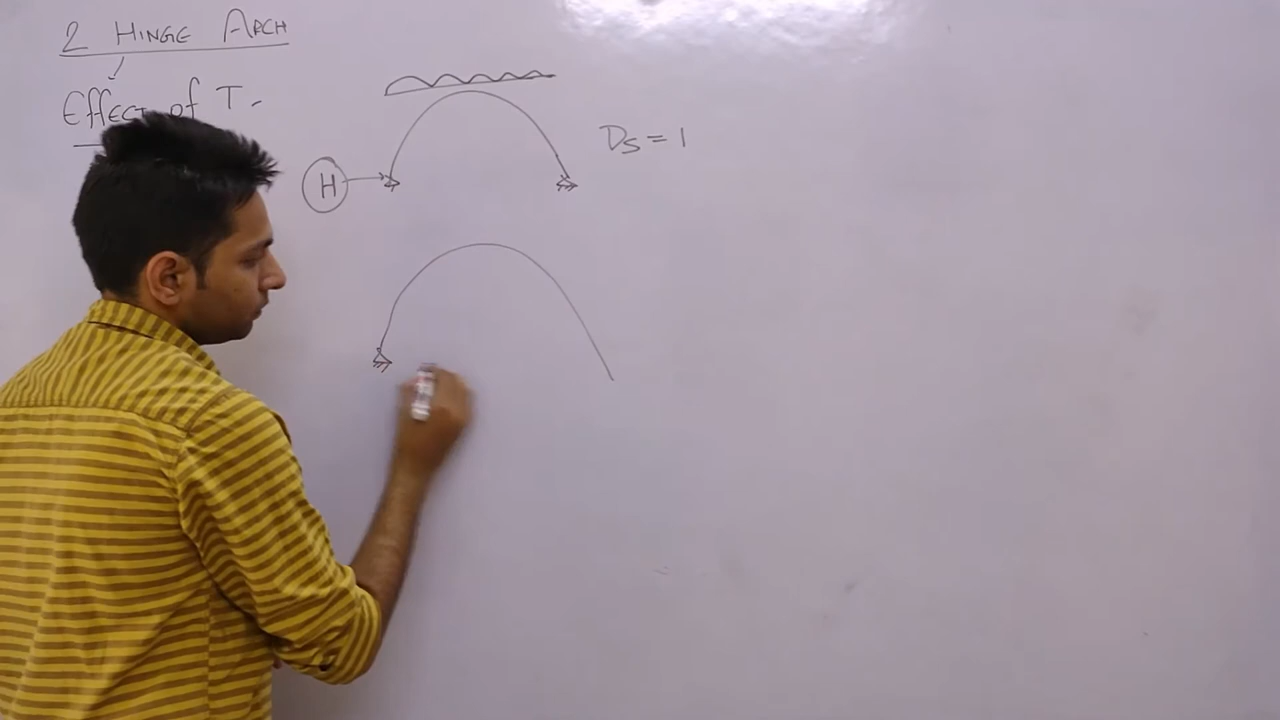 2 HINGE ARCH
Effect of T.
H
Ds = 1